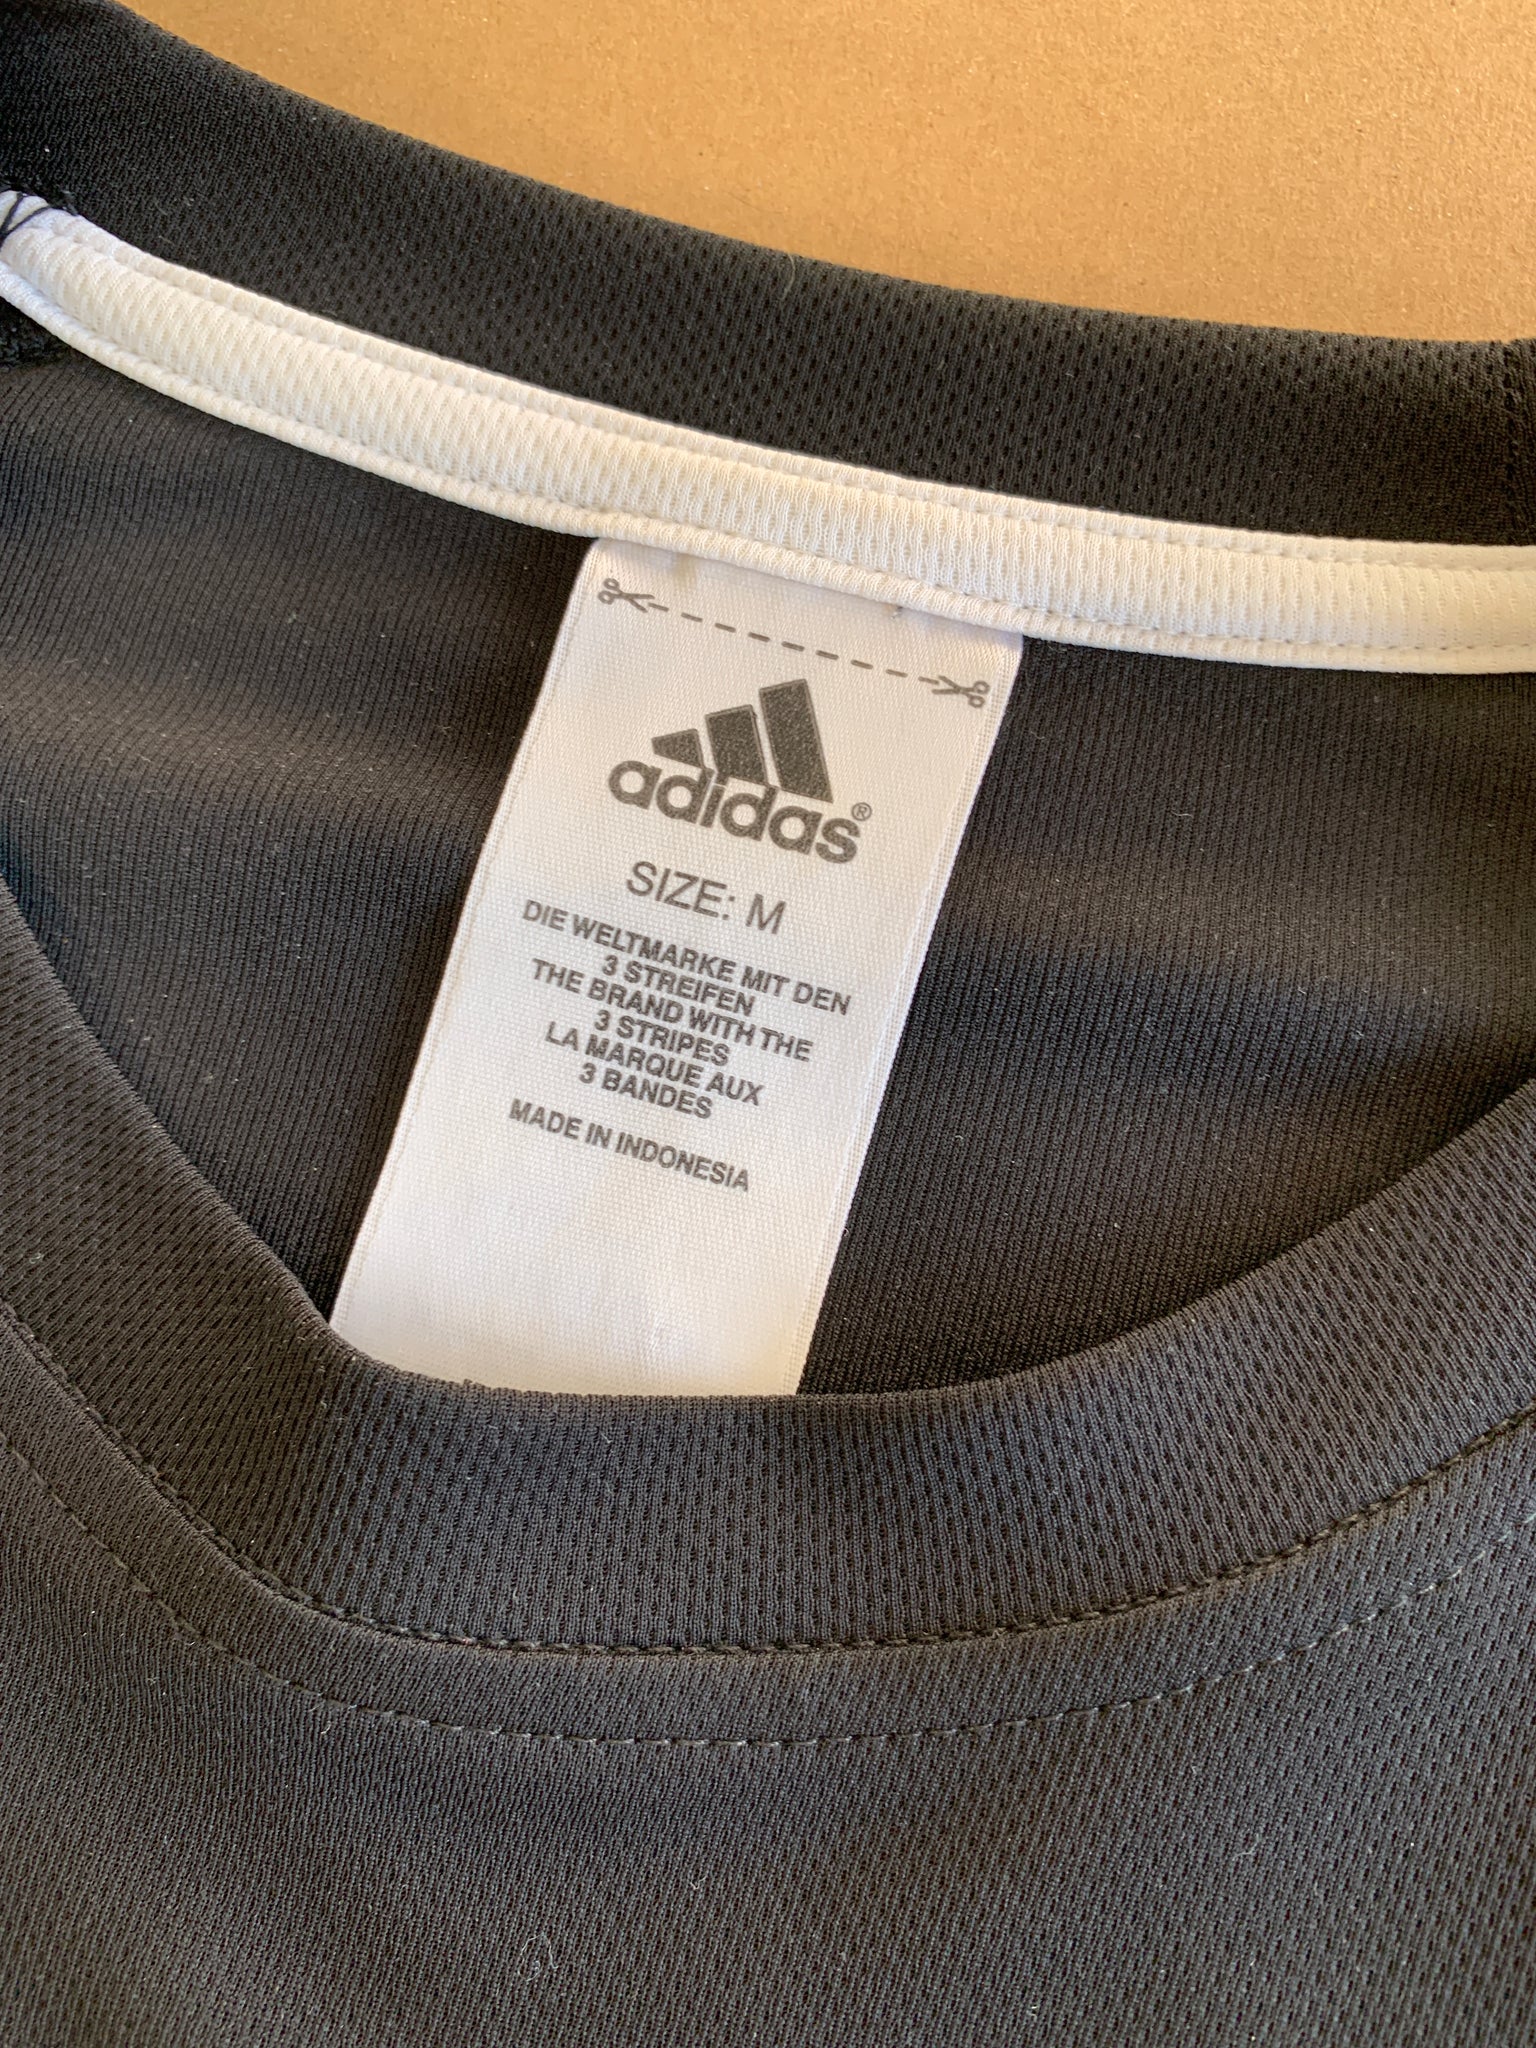 adidas®
SIZE: M
DIE WELTMARKE MIT DEN
3 STREIFEN
THE BRAND WITH THE
3 STRIPES
LA MARQUE AUX
3 BANDES
MADE IN INDONESIA